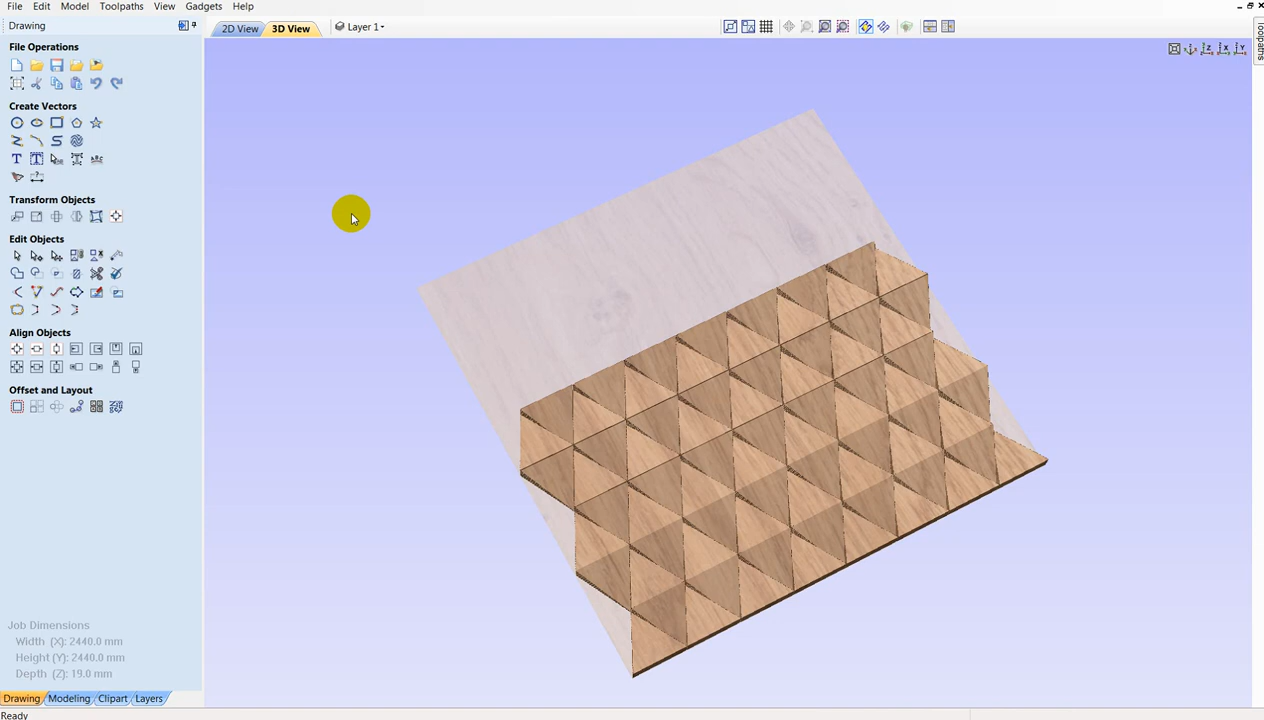 File Edit Model Toolpaths View Gadgets Help
Drawing
2D View 3D View Layer 1
Toolpaths
File Operations
Create Vectors
Transform Objects
Edit Objects
Align Objects
Offset and Layout
Job Dimensions
Width (X): 2440.0 mm
Height (Y): 2440.0 mm
Depth (Z): 19.0 mm
Drawing Modeling Clipart Layers
Ready